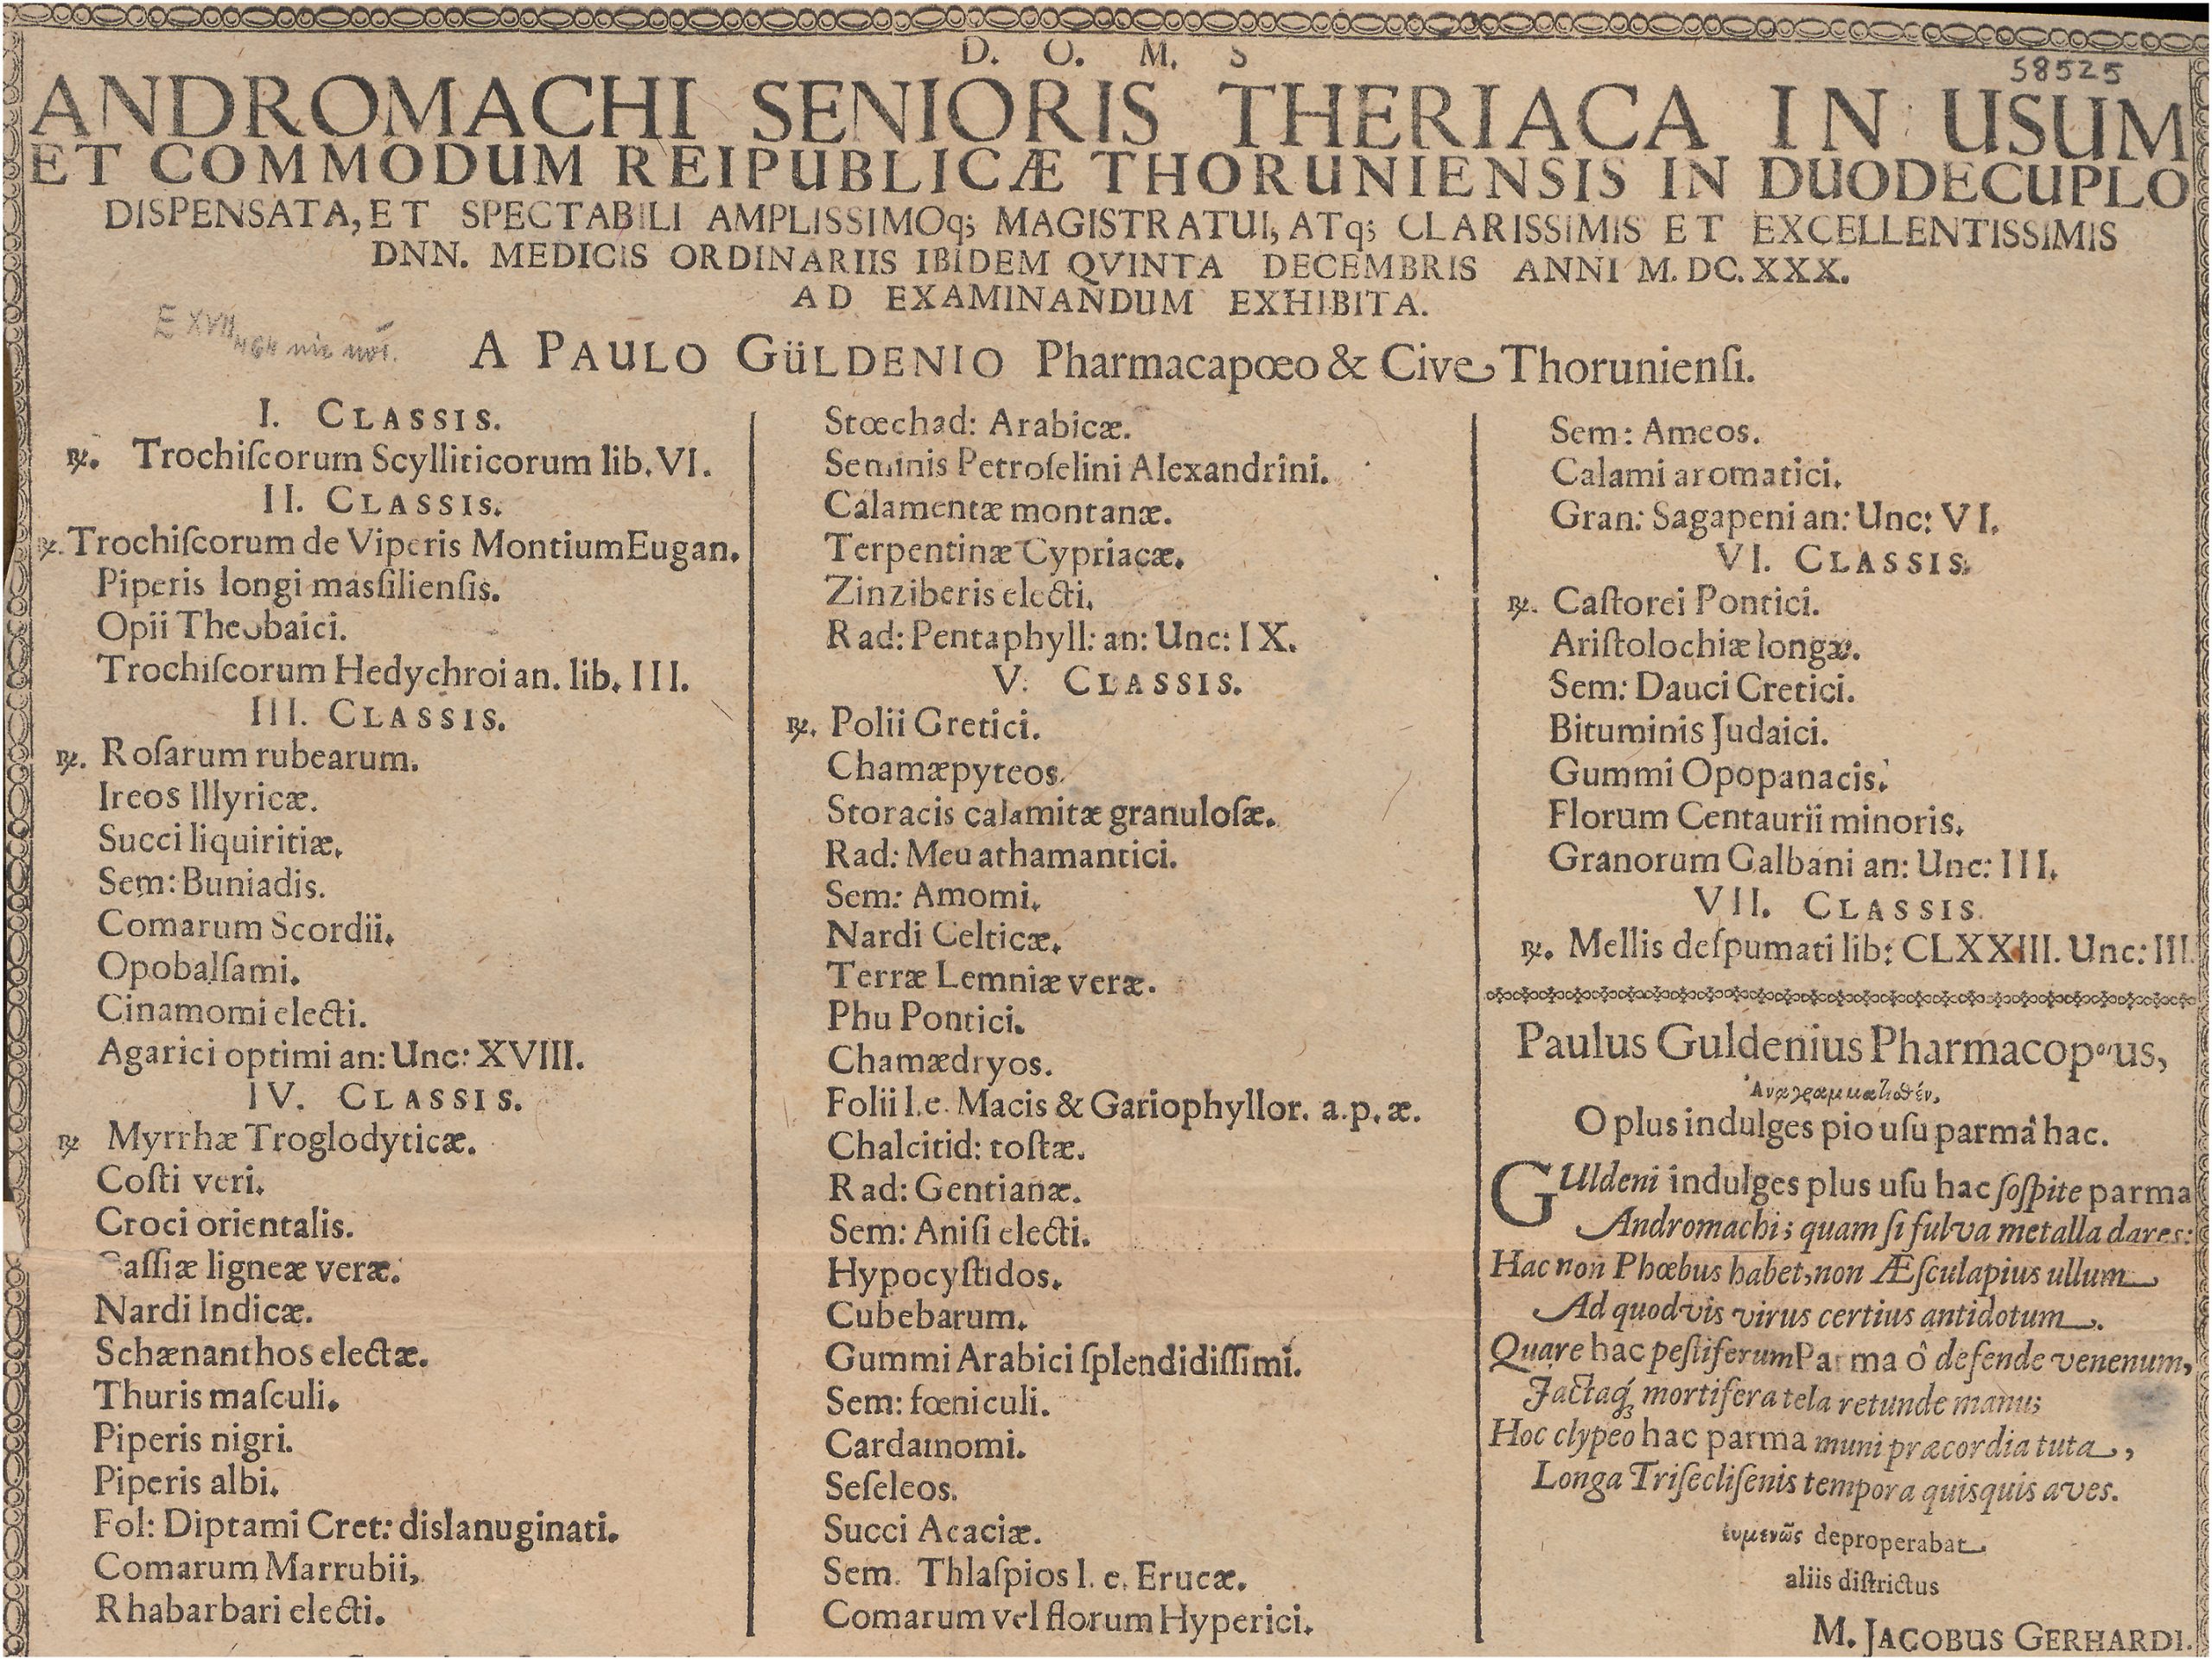 D. O. M. S
58525
ANDROMACHI SENIORIS THERIACA IN USUM
ET COMMODUM REIPUBLICÆ THORUNIENSIS IN DUODECUPLO
DISPENSATA, ET SPECTABILI AMPLISSIMOq; MAGISTRATUI, ATq; CLARISSIMIS ET EXCELLENTISSIMIS
DNN. MEDICIS ORDINARIIS IBIDEM QVINTA DECEMBRIS ANNI M. DC. XXX.
AD EXAMINANDUM EXHIBITA.
E XVII
A PAULO GüLDENIO Pharmacapœo & Cive Thorunienſi.
I. CLASSIS.
℞. Trochiſcorum Scylliticorum lib. VI.
II. CLASSIS.
℞. Trochiſcorum de Viperis Montium Eugan.
Piperis longi masſilienſis.
Opii Theobaici.
Trochiſcorum Hedychroi an. lib. III.
III. CLASSIS.
℞. Roſarum rubearum.
Ireos Illyricæ.
Succi liquiritiæ.
Sem: Buniadis.
Comarum Scordii.
Opobalſami.
Cinamomi electi.
Agarici optimi an: Unc: XVIII.
IV. CLASSIS.
℞ Myrrhæ Troglodyticæ.
Coſti veri.
Croci orientalis.
Caſſiæ ligneæ veræ.
Nardi Indicæ.
Schænanthos electæ.
Thuris maſculi.
Piperis nigri.
Piperis albi.
Fol: Diptami Cret: dislanuginati.
Comarum Marrubii,
Rhabarbari electi.
Stœchad: Arabicæ.
Seminis Petroſelini Alexandrini.
Calamentæ montanæ.
Terpentinæ Cypriacæ.
Zinziberis electi.
Rad: Pentaphyll: an: Unc: IX.
V. CLASSIS.
℞. Polii Gretici.
Chamæpyteos.
Storacis calamitæ granuloſæ.
Rad: Meu athamantici.
Sem: Amomi.
Nardi Celticæ.
Terræ Lemniæ veræ.
Phu Pontici.
Chamædryos.
Folii l.e. Macis & Gariophyllor. a.p.æ.
Chalcitid: toſtæ.
Rad: Gentianæ.
Sem: Aniſi electi.
Hypocyſtidos.
Cubebarum.
Gummi Arabici ſplendidiſſimi.
Sem: fœniculi.
Cardamomi.
Seſeleos.
Succi Acaciæ.
Sem. Thlaſpios l. e. Erucæ.
Comarum vel florum Hyperici.
Sem: Ameos.
Calami aromatici.
Gran: Sagapeni an: Unc: VI.
VI. CLASSIS.
℞. Caſtorei Pontici.
Ariſtolochiæ longæ.
Sem: Dauci Cretici.
Bituminis Judaici.
Gummi Opopanacis.
Florum Centaurii minoris.
Granorum Galbani an: Unc: III.
VII. CLASSIS.
℞. Mellis deſpumati lib: CLXXIII. Unc: III.
Paulus Guldenius Pharmacopœus,
Ἀναγραμματιθέν,
O plus indulges pio uſu parmâ hac.
GUldeni indulges plus uſu hac ſoſpite parma
Andromachi; quam ſi fulva metalla dares:
Hac non Phœbus habet, non Æſculapius ullum
Ad quodvis virus certius antidotum.
Quare hac peſtiferum Parma ô defende venenum,
Jactaq́; mortifera tela retunde manu;
Hoc clypeo hac parma muni præcordia tuta,
Longa Triſecliſenis tempora quisquis aves.
ἐυμενῶς deproperabat
aliis diſtrictus
M. JACOBUS GERHARDI.